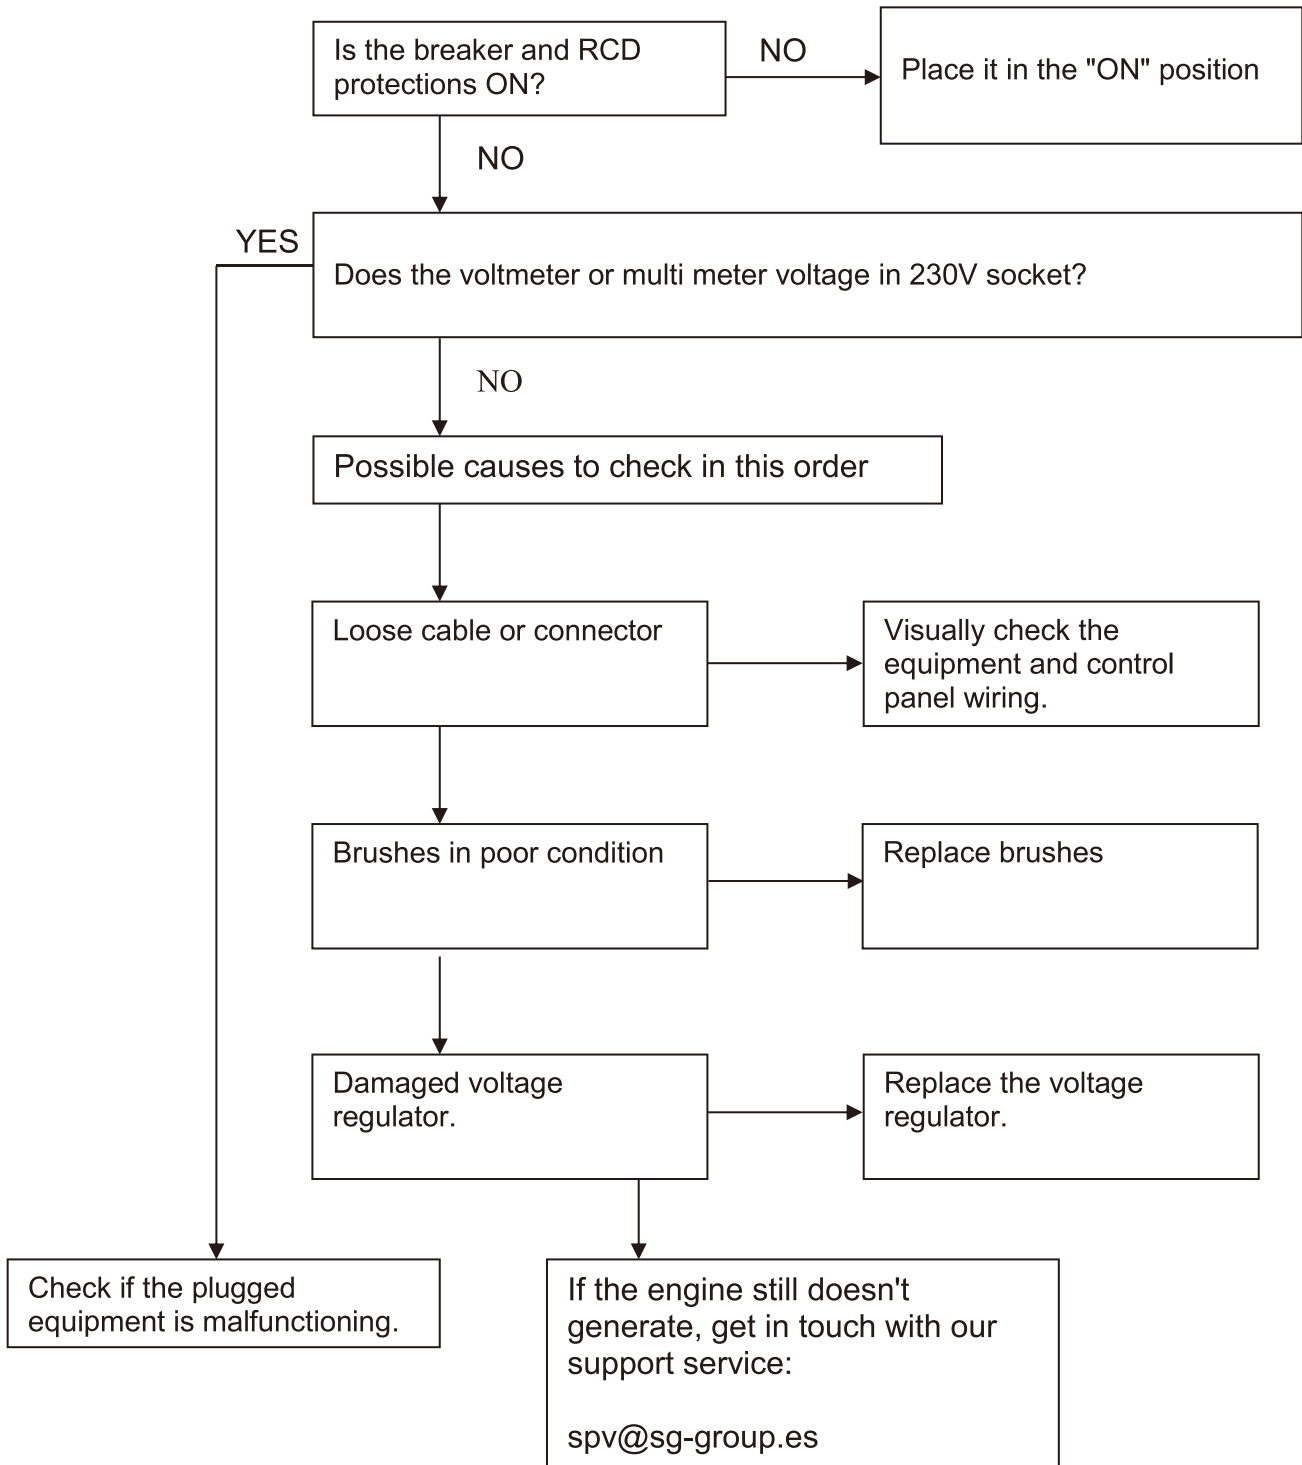 Is the breaker and RCD
protections ON?
NO
Place it in the "ON" position
NO
YES
Does the voltmeter or multi meter voltage in 230V socket?
NO
Possible causes to check in this order
Loose cable or connector
Visually check the
equipment and control
panel wiring.
Brushes in poor condition
Replace brushes
Damaged voltage
regulator.
Replace the voltage
regulator.
Check if the plugged
equipment is malfunctioning.
If the engine still doesn't
generate, get in touch with our
support service:
spv@sg-group.es